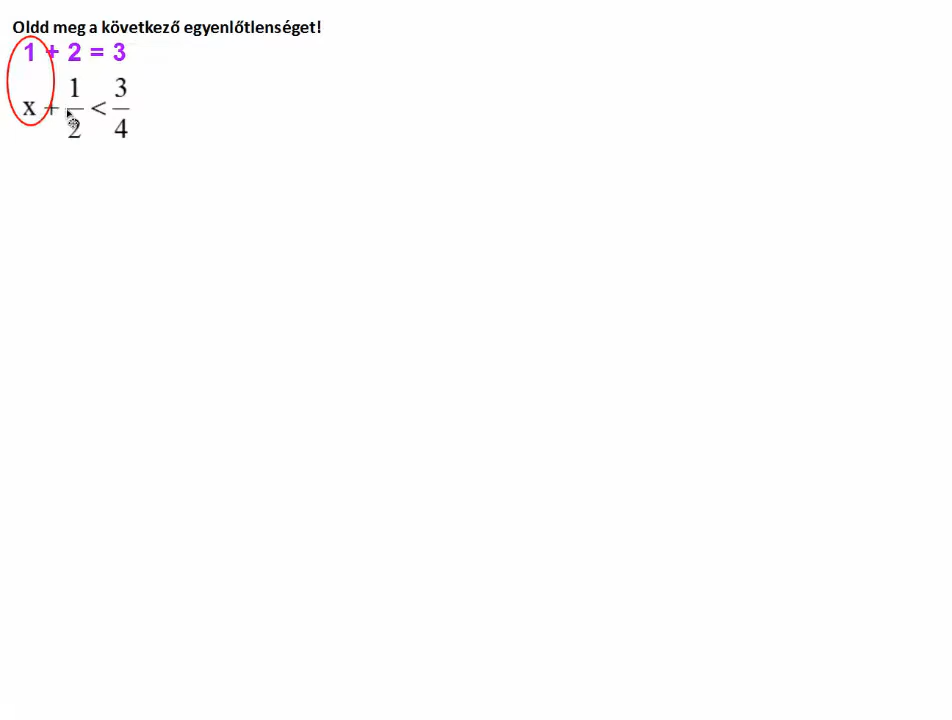 Oldd meg a következő egyenlőtlenséget!
1 + 2 = 3
x + 1/2 < 3/4